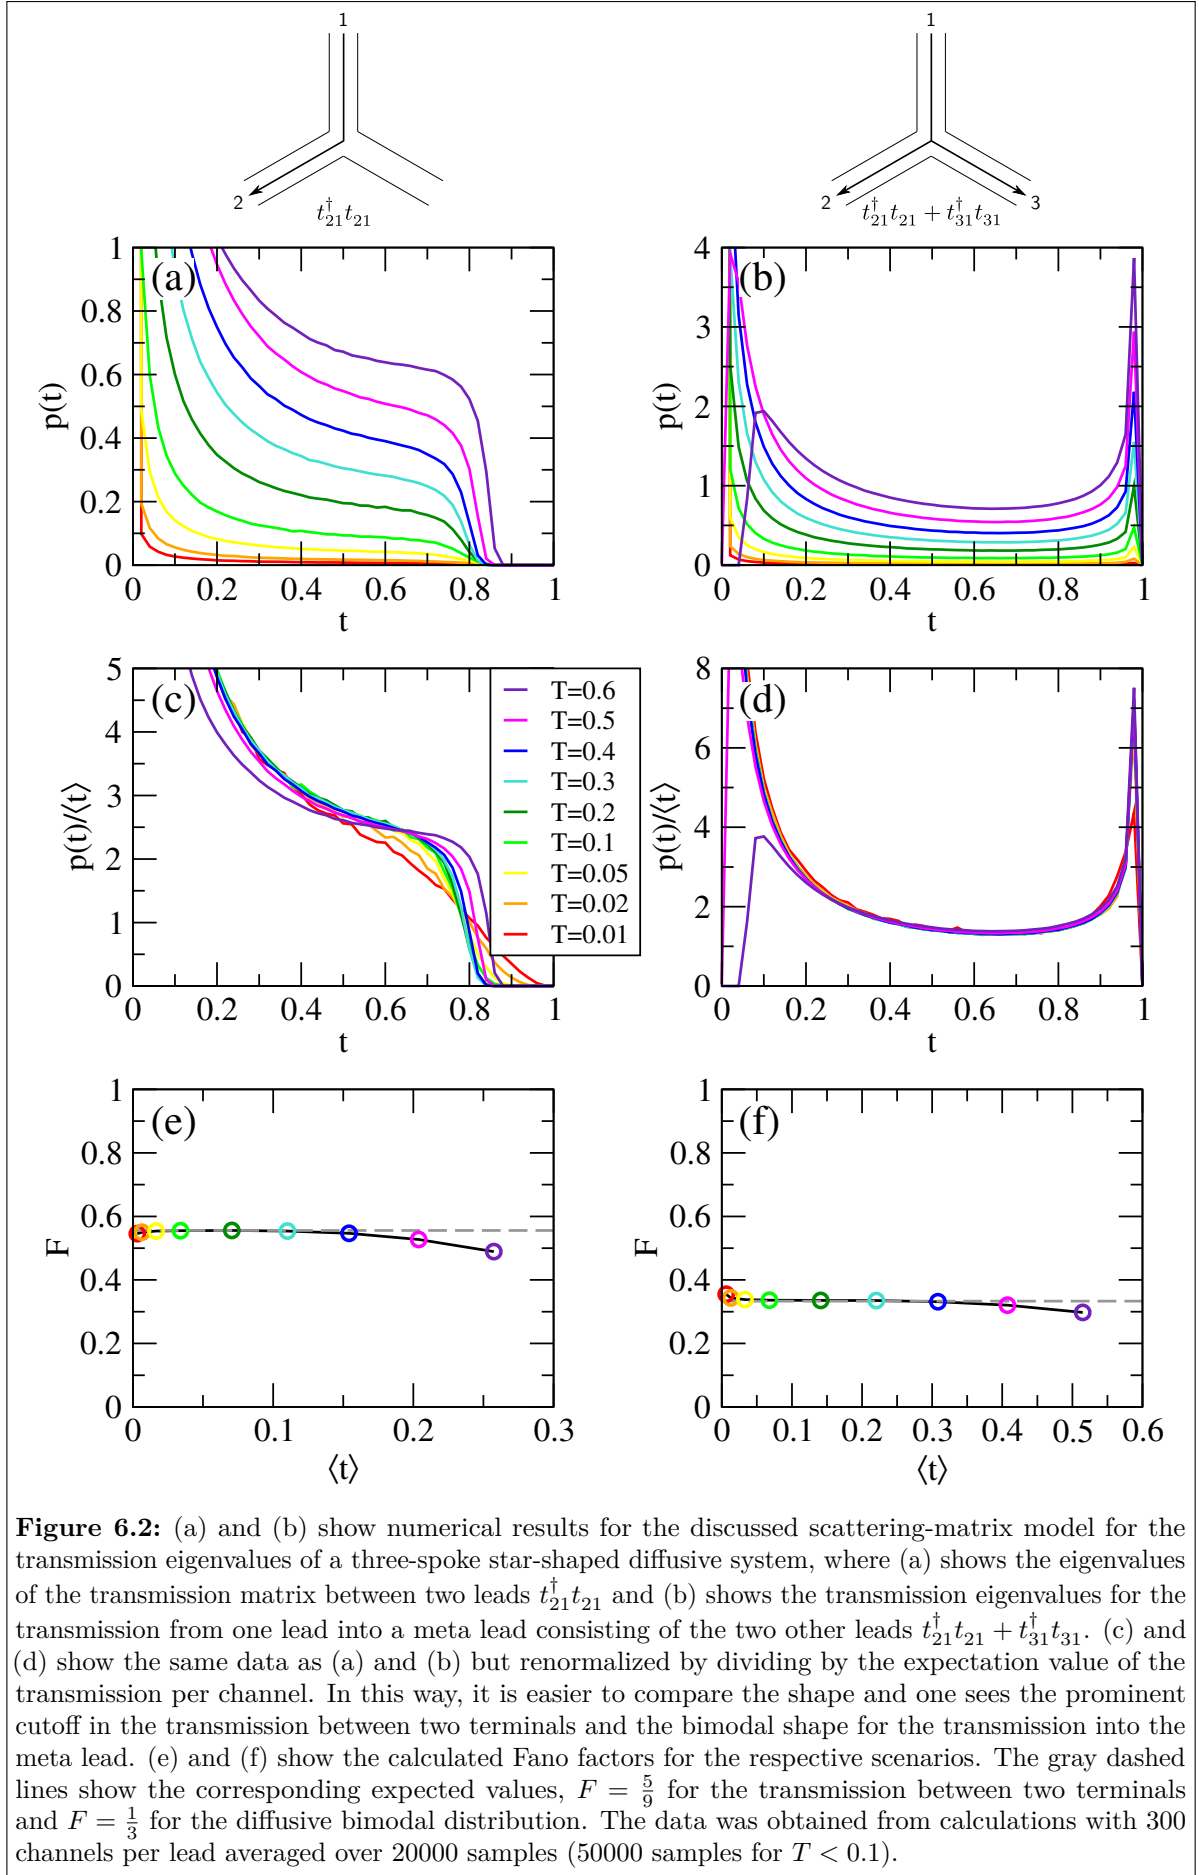 1
2
t†21 t21
1
2
3
t†21 t21 + t†31 t31
(a)
p(t)
1
0.8
0.6
0.4
0.2
0
0 0.2 0.4 0.6 0.8 1
t
(b)
p(t)
4
3
2
1
0
0 0.2 0.4 0.6 0.8 1
t
(c)
p(t)/⟨t⟩
5
4
3
2
1
0
0 0.2 0.4 0.6 0.8 1
t
T=0.6
T=0.5
T=0.4
T=0.3
T=0.2
T=0.1
T=0.05
T=0.02
T=0.01
(d)
p(t)/⟨t⟩
8
6
4
2
0
0 0.2 0.4 0.6 0.8 1
t
(e)
F
1
0.8
0.6
0.4
0.2
0
0 0.1 0.2 0.3
⟨t⟩
(f)
F
1
0.8
0.6
0.4
0.2
0
0 0.1 0.2 0.3 0.4 0.5 0.6
⟨t⟩
Figure 6.2: (a) and (b) show numerical results for the discussed scattering-matrix model for the
transmission eigenvalues of a three-spoke star-shaped diffusive system, where (a) shows the eigenvalues
of the transmission matrix between two leads t†21 t21 and (b) shows the transmission eigenvalues for the
transmission from one lead into a meta lead consisting of the two other leads t†21 t21 + t†31 t31. (c) and
(d) show the same data as (a) and (b) but renormalized by dividing by the expectation value of the
transmission per channel. In this way, it is easier to compare the shape and one sees the prominent
cutoff in the transmission between two terminals and the bimodal shape for the transmission into the
meta lead. (e) and (f) show the calculated Fano factors for the respective scenarios. The gray dashed
lines show the corresponding expected values, F = 5/9 for the transmission between two terminals
and F = 1/3 for the diffusive bimodal distribution. The data was obtained from calculations with 300
channels per lead averaged over 20000 samples (50000 samples for T < 0.1).